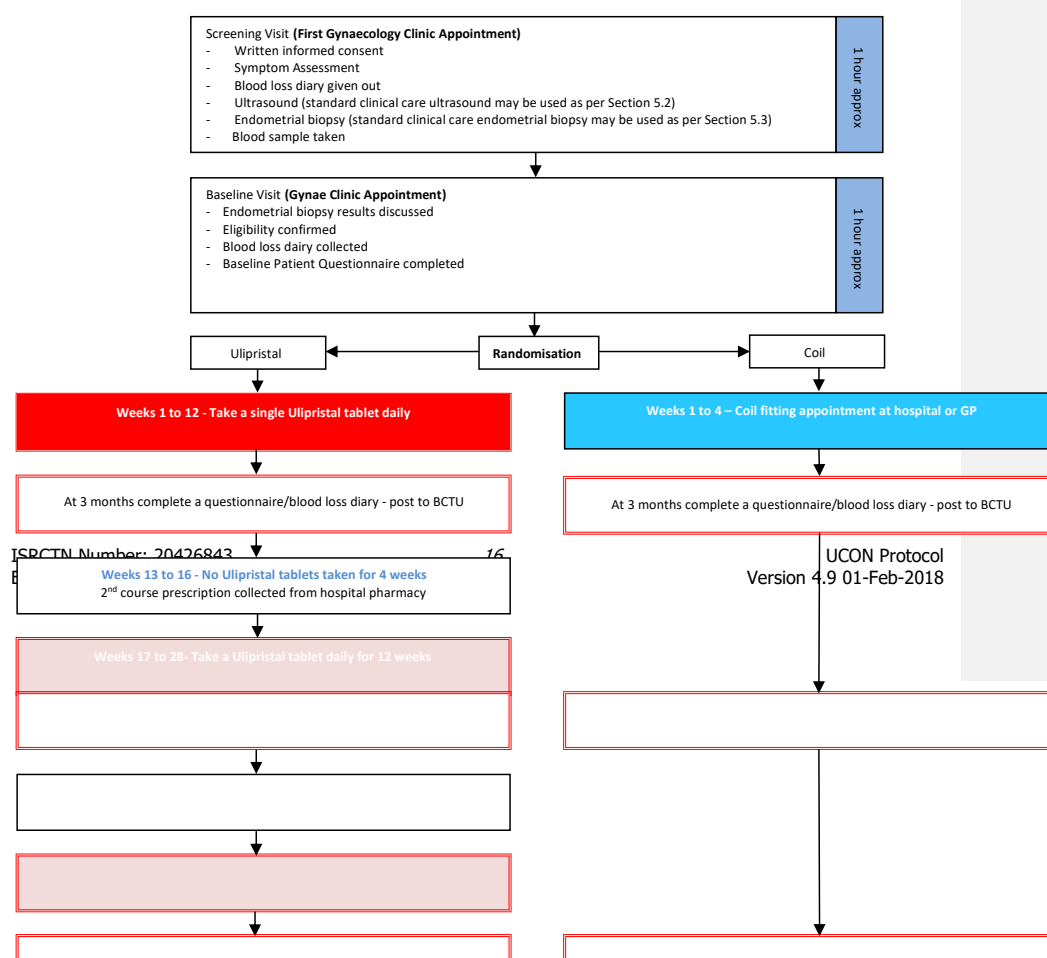 Screening Visit (First Gynaecology Clinic Appointment)
- Written informed consent
- Symptom Assessment
- Blood loss diary given out
- Ultrasound (standard clinical care ultrasound may be used as per Section 5.2)
- Endometrial biopsy (standard clinical care endometrial biopsy may be used as per Section 5.3)
- Blood sample taken
1 hour approx
Baseline Visit (Gynae Clinic Appointment)
- Endometrial biopsy results discussed
- Eligibility confirmed
- Blood loss dairy collected
- Baseline Patient Questionnaire completed
1 hour approx
Ulipristal
Randomisation
Coil
Weeks 1 to 12 - Take a single Ulipristal tablet daily
Weeks 1 to 4 – Coil fitting appointment at hospital or GP
At 3 months complete a questionnaire/blood loss diary - post to BCTU
At 3 months complete a questionnaire/blood loss diary - post to BCTU
ISRCTN Number: 20426843
16
UCON Protocol
Version 4.9 01-Feb-2018
Weeks 13 to 16 - No Ulipristal tablets taken for 4 weeks
2nd course prescription collected from hospital pharmacy
Weeks 17 to 28- Take a Ulipristal tablet daily for 12 weeks